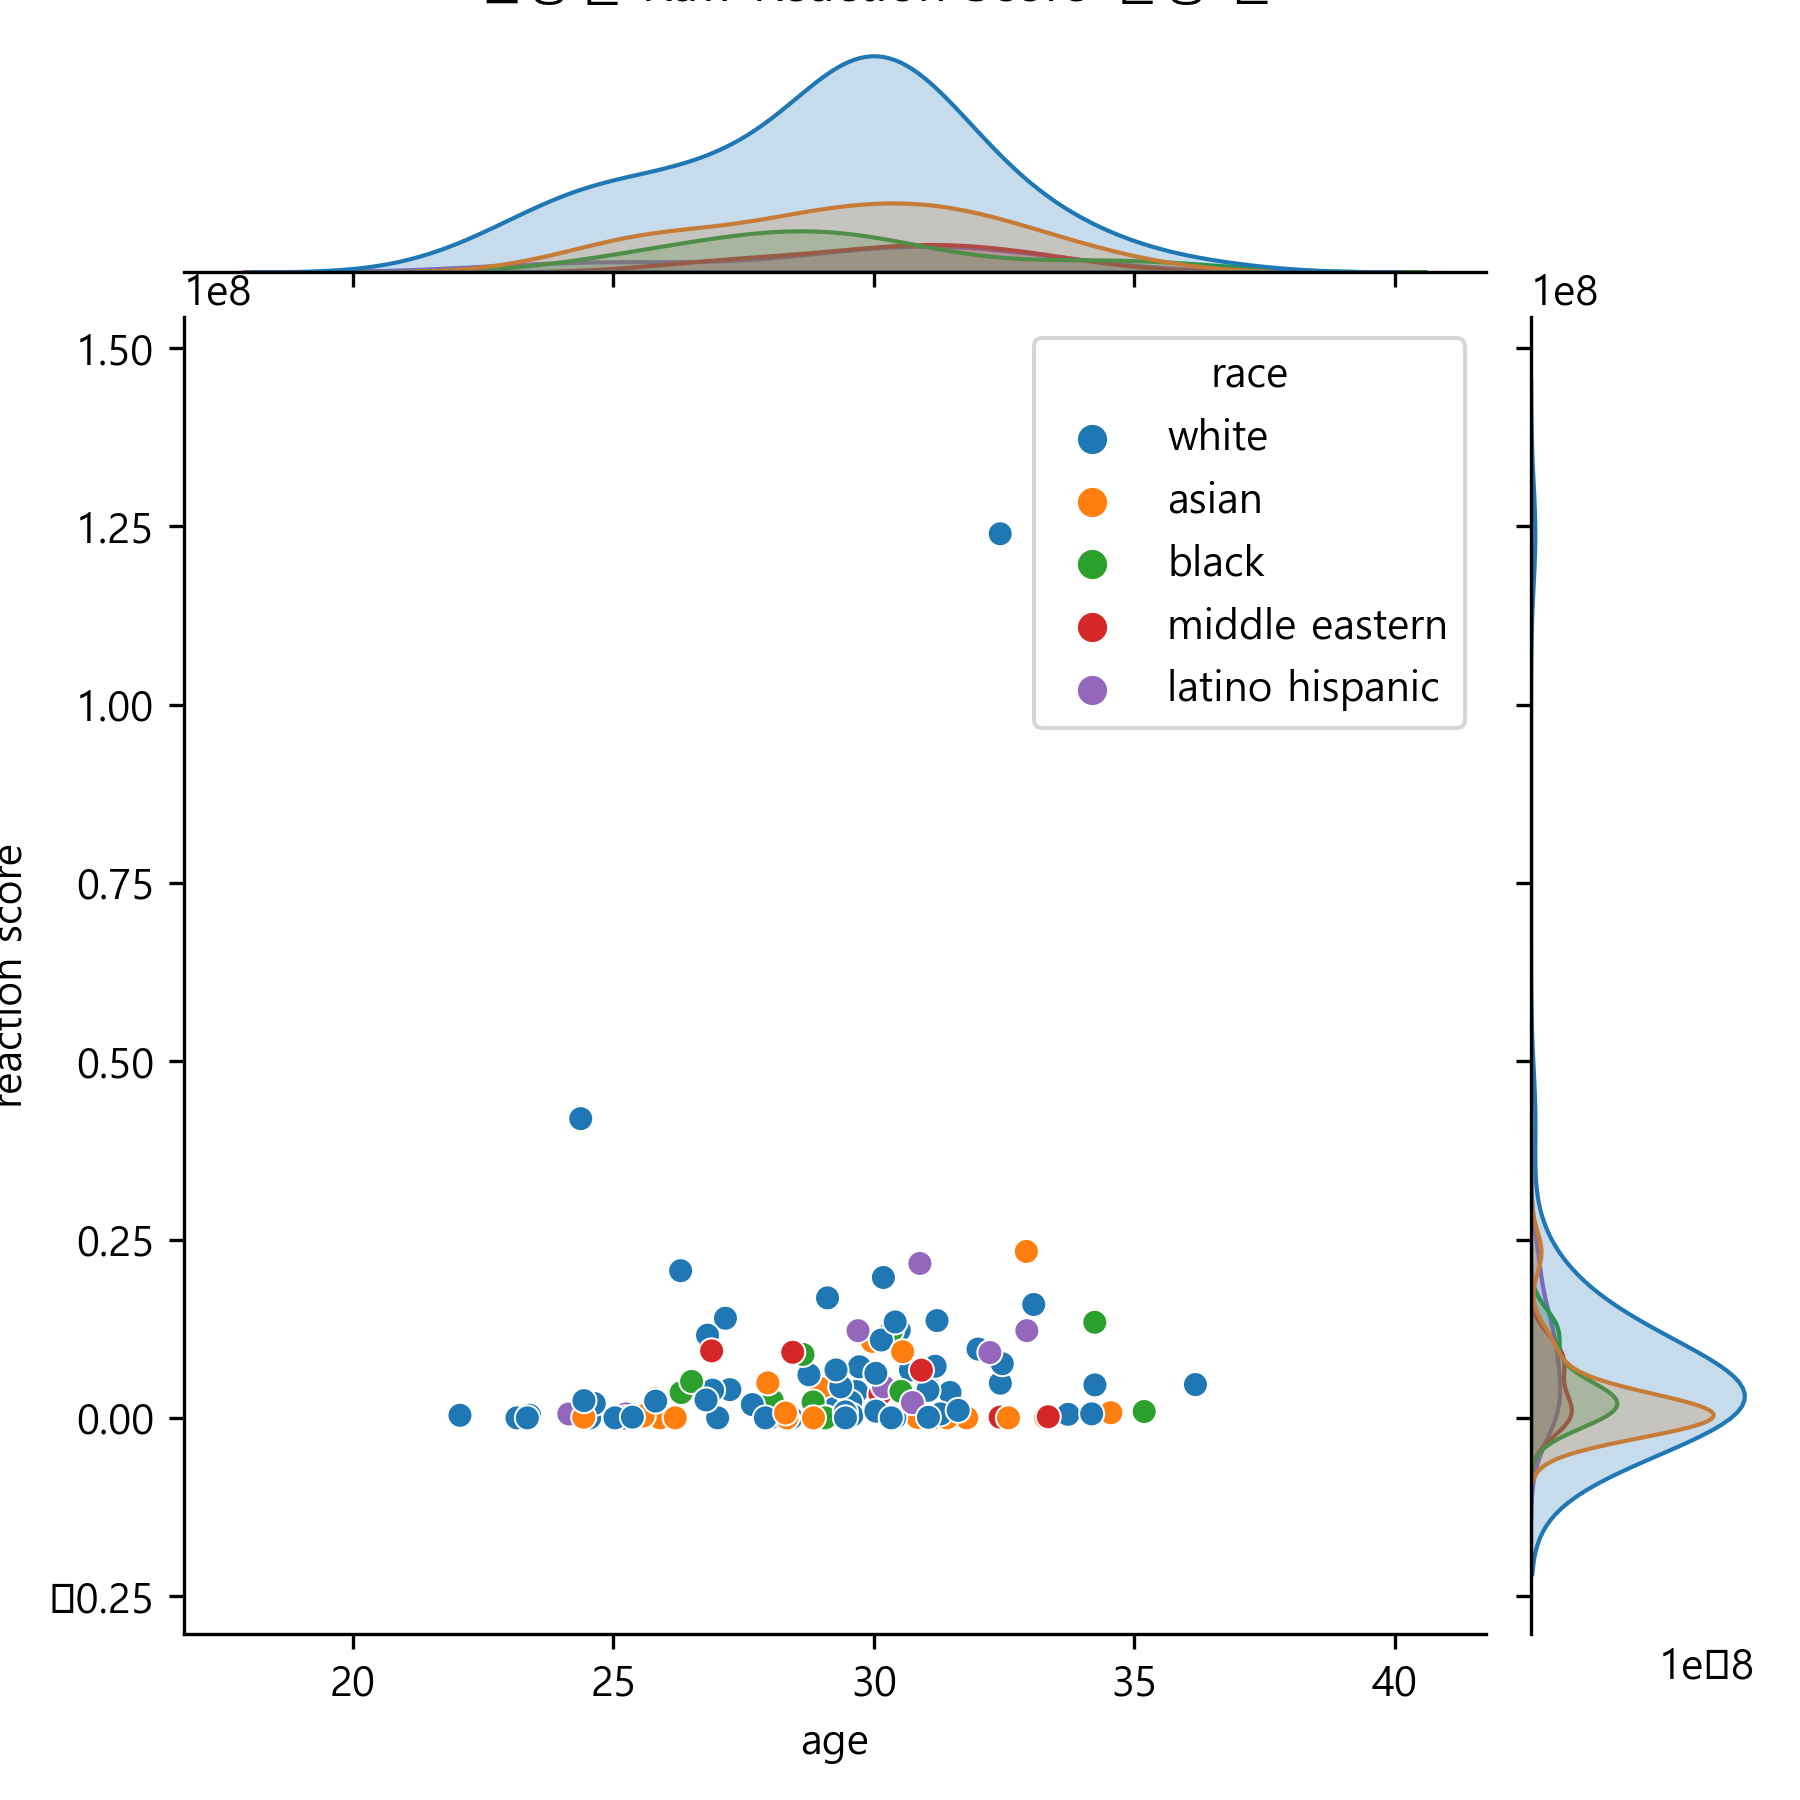 Raw Reaction Score
1e8
1e8
1.50
1.25
1.00
0.75
0.50
0.25
0.00
0.25
reaction score
race
white
asian
black
middle eastern
latino hispanic
20 25 30 35 40
1e▯8
age